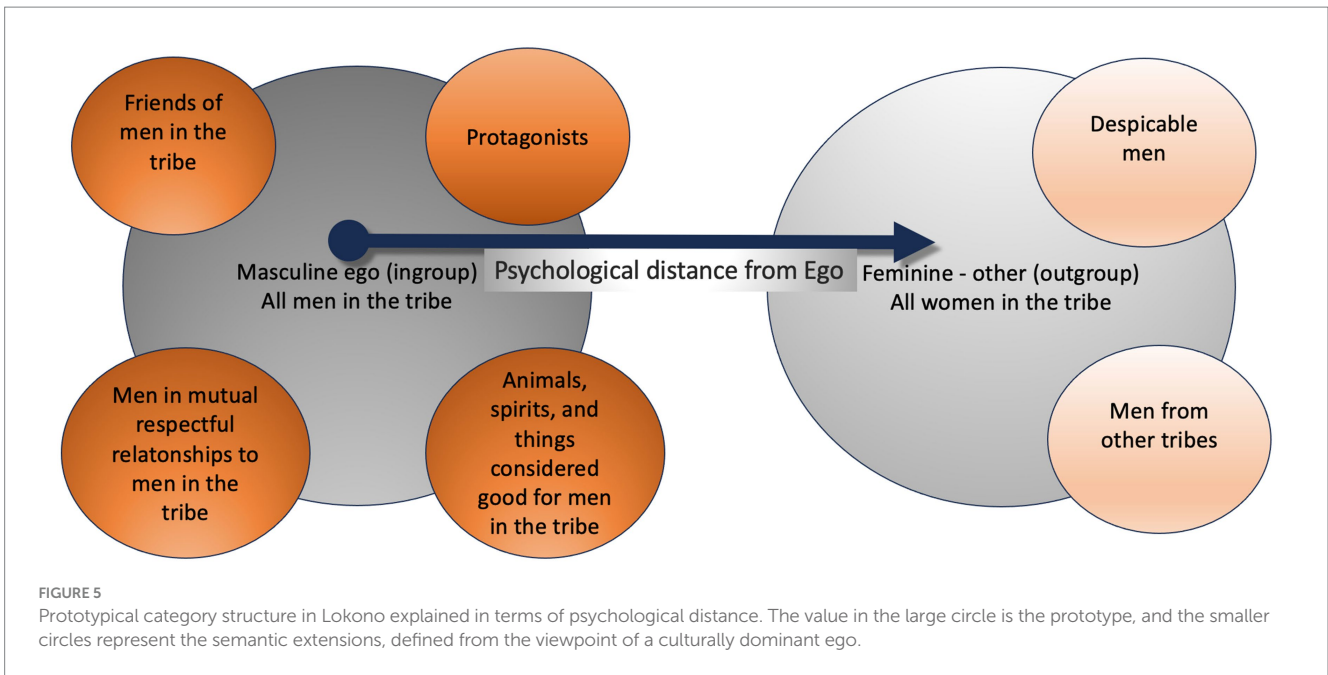 Friends of
men in the
tribe
Protagonists
Despicable
men
Masculine ego (ingroup)
All men in the tribe
Psychological distance from Ego
Feminine - other (outgroup)
All women in the tribe
Men in mutual
respectful
relatonships to
men in the
tribe
Animals,
spirits, and
things
considered
good for men
in the tribe
Men from
other tribes
FIGURE 5
Prototypical category structure in Lokono explained in terms of psychological distance. The value in the large circle is the prototype, and the smaller
circles represent the semantic extensions, defined from the viewpoint of a culturally dominant ego.